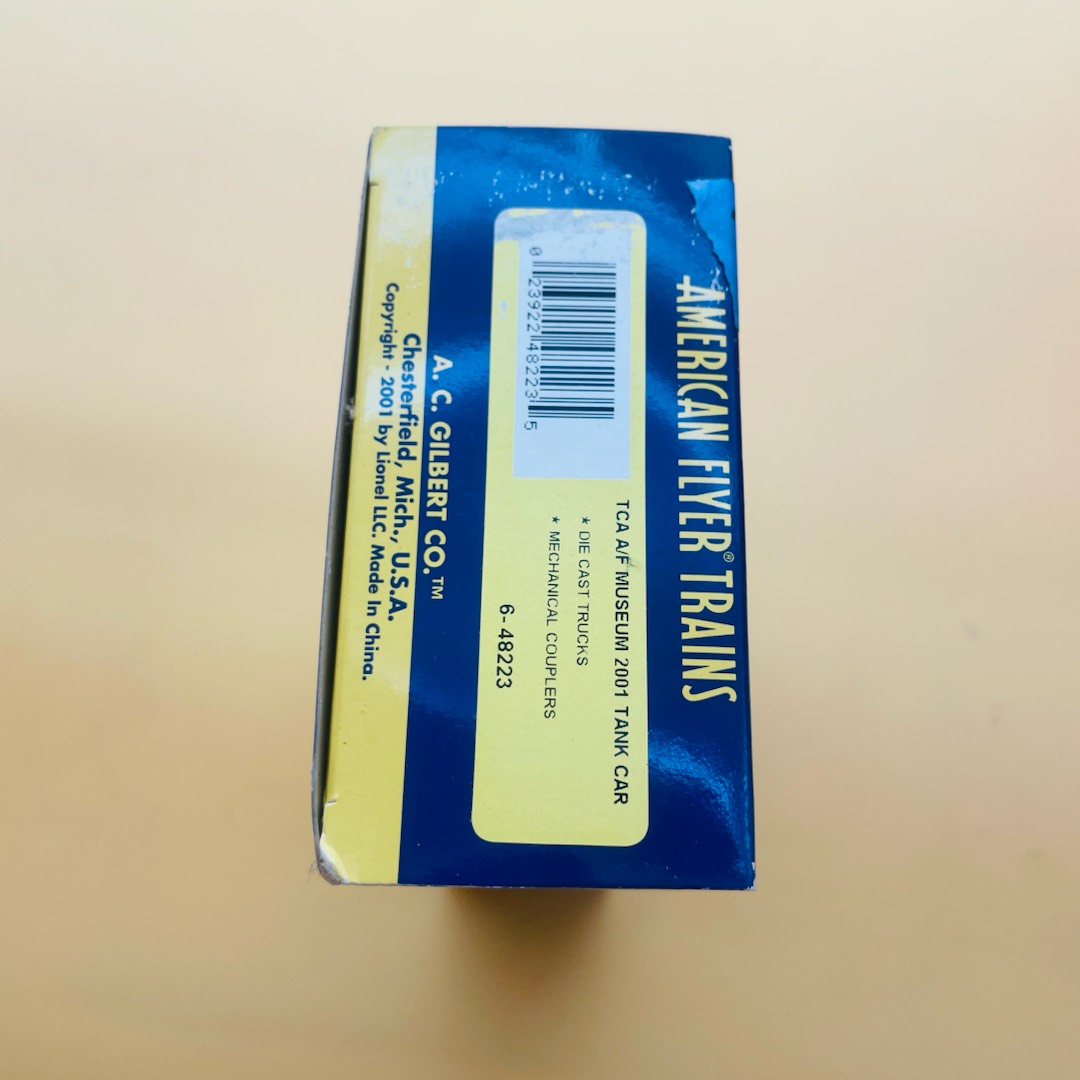 AMERICAN FLYER® TRAINS
TCA A/F MUSEUM 2001 TANK CAR
* DIE CAST TRUCKS
* MECHANICAL COUPLERS
0 23922 48223 5
6-48223
A. C. GILBERT CO.™
Chesterfield, Mich., U.S.A.
Copyright - 2001 by Lionel LLC. Made In China.